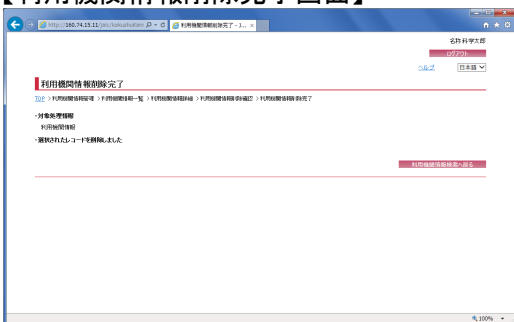 【利用機関情報削除完了画面】
http://160.74.15.11/jais/kokushukan
利用機関情報削除完了 - J...
名称 科学太郎
ログアウト
ヘルプ 日本語
利用機関情報削除完了
TOP > 利用機関情報管理 > 利用機関情報一覧 > 利用機関情報詳細 > 利用機関情報削除確認 > 利用機関情報削除完了
・対象処理情報
利用機関情報
・選択されたレコードを削除しました
利用機関情報検索へ戻る
100%